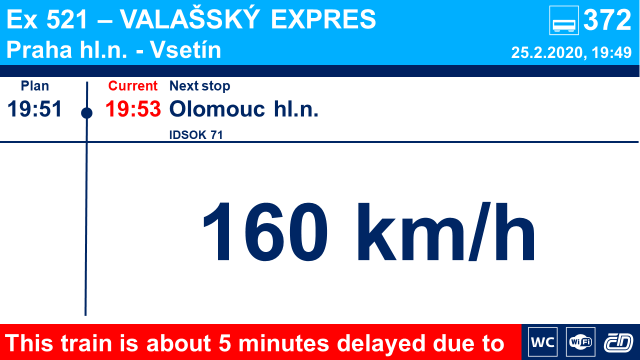 Ex 521 – VALAŠSKÝ EXPRES
372
Praha hl.n. - Vsetín
25.2.2020, 19:49
Plan
Current
Next stop
19:51
19:53
Olomouc hl.n.
IDSOK 71
160 km/h
This train is about 5 minutes delayed due to
WC
WiFi
ČD